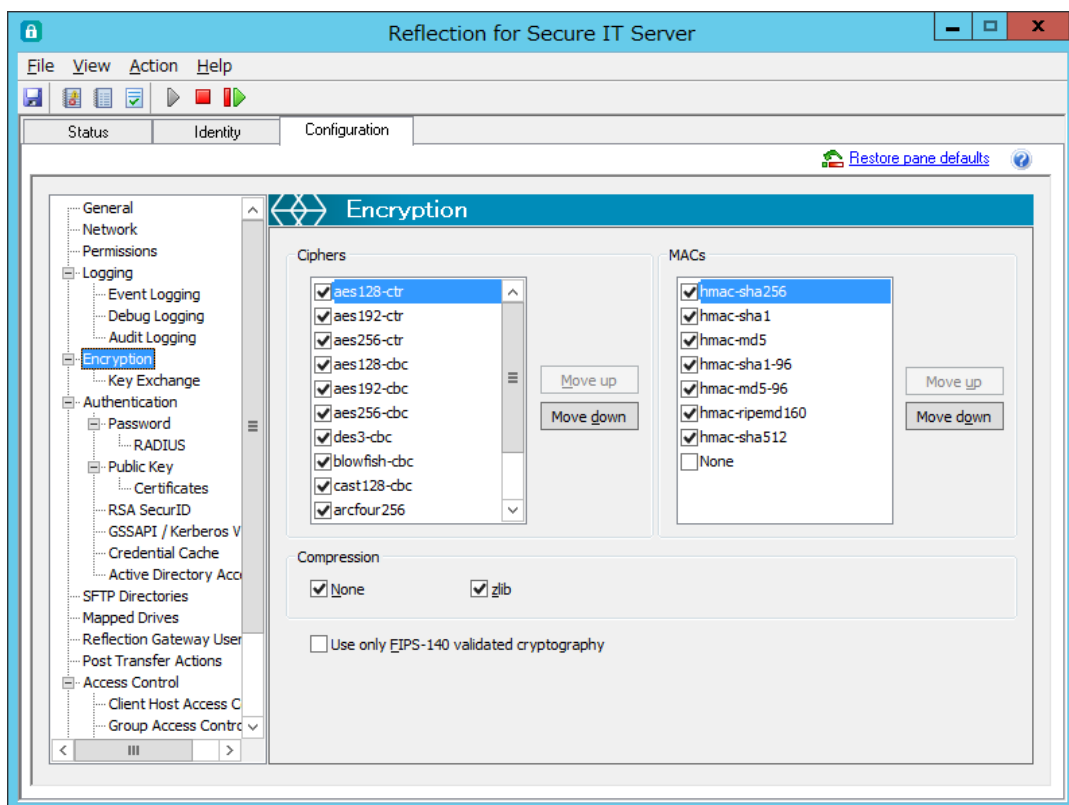 Reflection for Secure IT Server
File View Action Help
Status Identity Configuration
Restore pane defaults
General
Network
Permissions
Logging
Event Logging
Debug Logging
Audit Logging
Encryption
Key Exchange
Authentication
Password
RADIUS
Public Key
Certificates
RSA SecurID
GSSAPI / Kerberos V
Credential Cache
Active Directory Acce
SFTP Directories
Mapped Drives
Reflection Gateway User
Post Transfer Actions
Access Control
Client Host Access C
Group Access Contro
Encryption
Ciphers
aes128-ctr
aes192-ctr
aes256-ctr
aes128-cbc
aes192-cbc
aes256-cbc
des3-cbc
blowfish-cbc
cast128-cbc
arcfour256
Move up
Move down
MACs
hmac-sha256
hmac-sha1
hmac-md5
hmac-sha1-96
hmac-md5-96
hmac-ripemd160
hmac-sha512
None
Move up
Move down
Compression
None zlib
Use only FIPS-140 validated cryptography